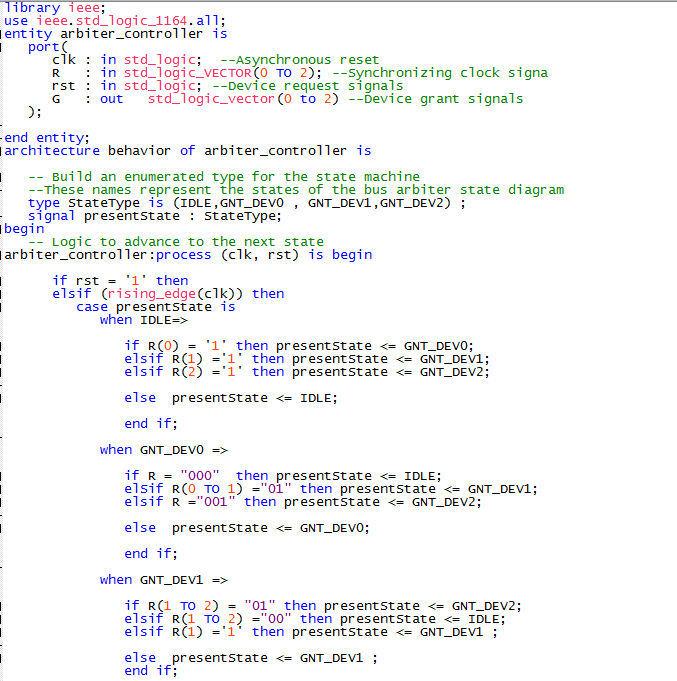 library ieee;
use ieee.std_logic_1164.all;
entity arbiter_controller is
port(
clk : in std_logic; --Asynchronous reset
R : in std_logic_VECTOR(0 TO 2); --Synchronizing clock signa
rst : in std_logic; --Device request signals
G : out std_logic_vector(0 to 2) --Device grant signals
);
end entity;
architecture behavior of arbiter_controller is
-- Build an enumerated type for the state machine
--These names represent the states of the bus arbiter state diagram
type StateType is (IDLE,GNT_DEV0 , GNT_DEV1,GNT_DEV2) ;
signal presentState : StateType;
begin
-- Logic to advance to the next state
arbiter_controller:process (clk, rst) is begin
if rst = '1' then
elsif (rising_edge(clk)) then
case presentState is
when IDLE=>
if R(0) = '1' then presentState <= GNT_DEV0;
elsif R(1) ='1' then presentState <= GNT_DEV1;
elsif R(2) ='1' then presentState <= GNT_DEV2;
else presentState <= IDLE;
end if;
when GNT_DEV0 =>
if R = "000" then presentState <= IDLE;
elsif R(0 TO 1) ="01" then presentState <= GNT_DEV1;
elsif R ="001" then presentState <= GNT_DEV2;
else presentState <= GNT_DEV0;
end if;
when GNT_DEV1 =>
if R(1 TO 2) = "01" then presentState <= GNT_DEV2;
elsif R(1 TO 2) ="00" then presentState <= IDLE;
elsif R(1) ='1' then presentState <= GNT_DEV1 ;
else presentState <= GNT_DEV1 ;
end if;